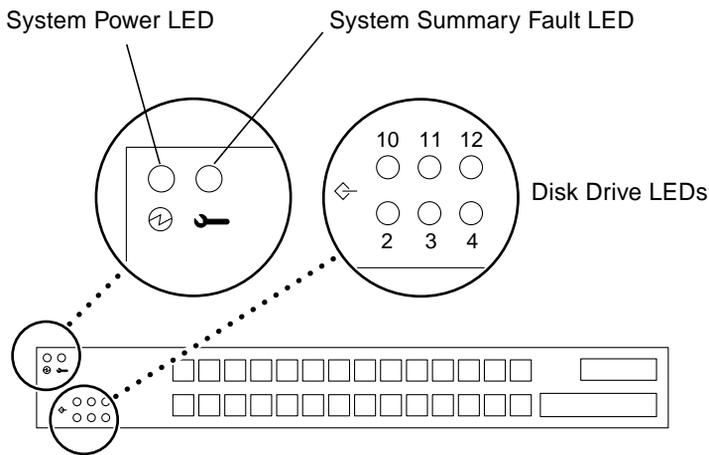 System Power LED
System Summary Fault LED
10 11 12
Disk Drive LEDs
2 3 4